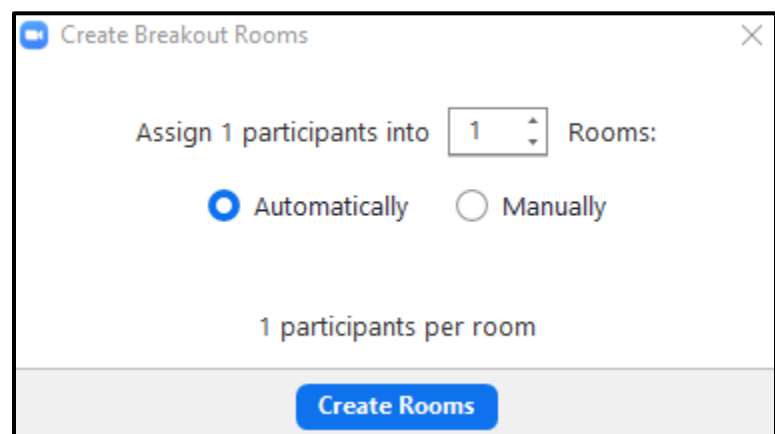 Create Breakout Rooms
Assign 1 participants into 1 Rooms:
Automatically Manually
1 participants per room
Create Rooms